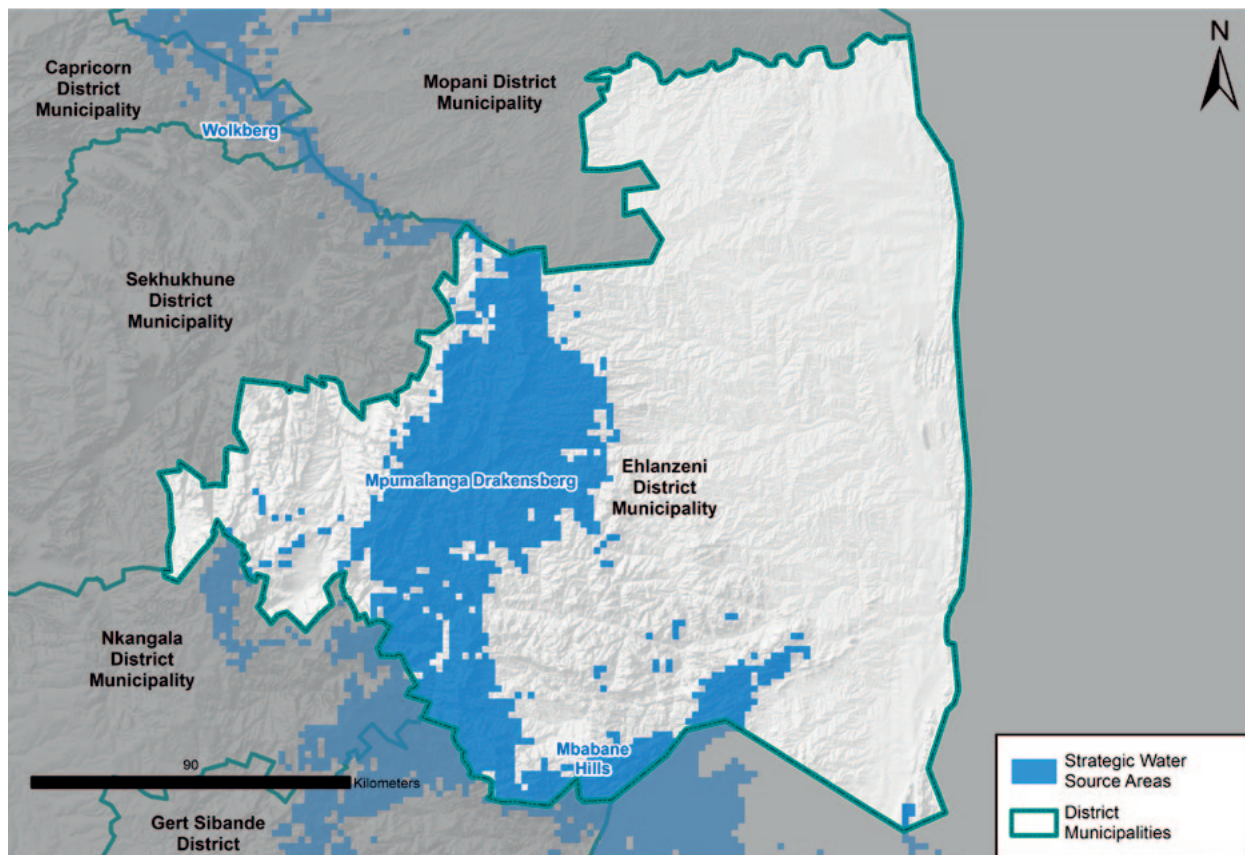 N
Capricorn
District
Municipality
Mopani District
Municipality
Wolkberg
Sekhukhune
District
Municipality
Mpumalanga Drakensberg
Ehlanzeni
District
Municipality
Nkangala
District
Municipality
Mbabane
Hills
90
Kilometers
Gert Sibande
District
Strategic Water
Source Areas
District
Municipalities